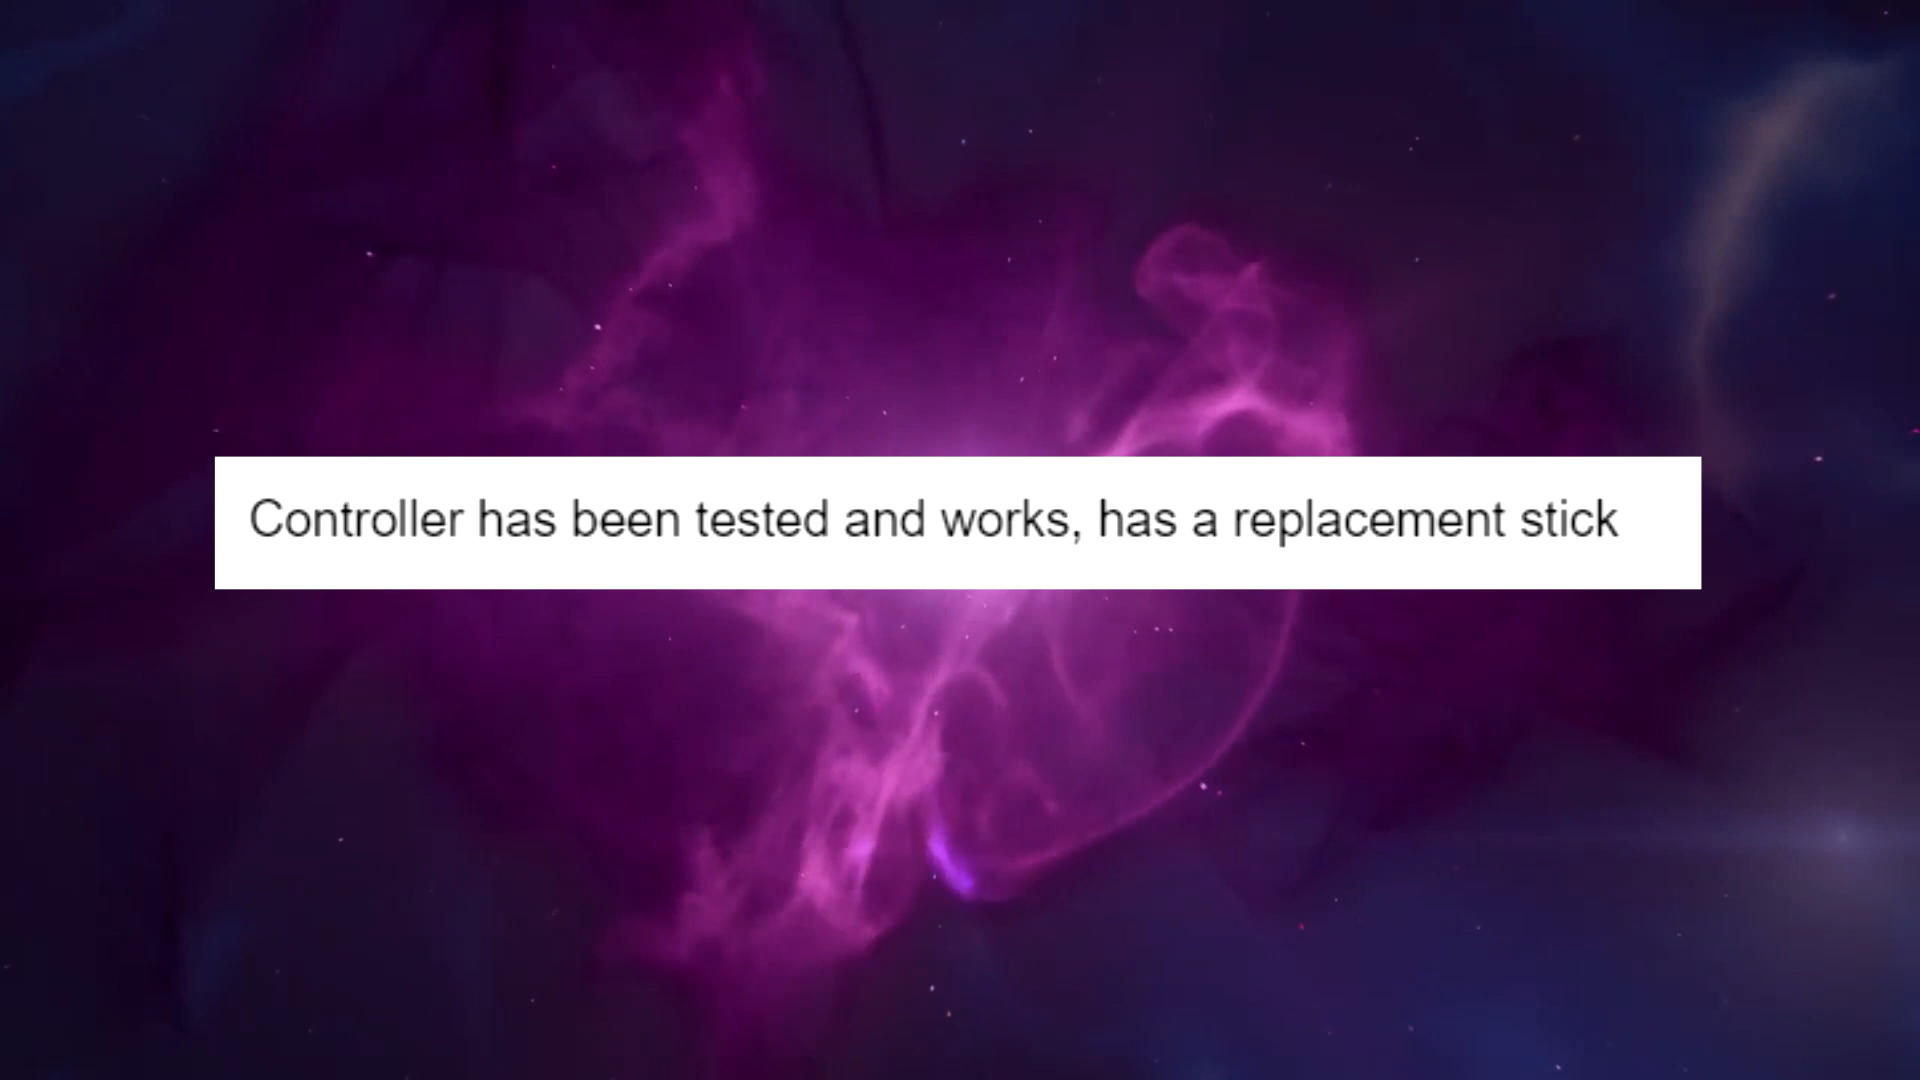 Controller has been tested and works, has a replacement stick